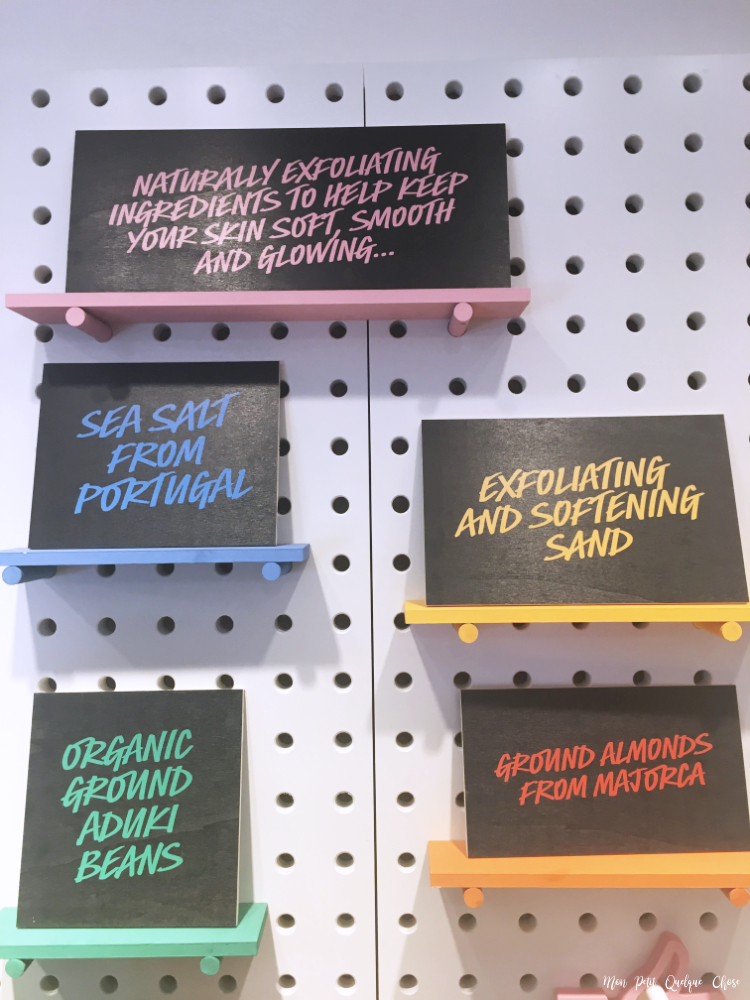 NATURALLY EXFOLIATING
INGREDIENTS TO HELP KEEP
YOUR SKIN SOFT, SMOOTH
AND GLOWING...
SEA SALT
FROM
PORTUGAL
EXFOLIATING
AND SOFTENING
SAND
ORGANIC
GROUND
ADUKI
BEANS
GROUND ALMONDS
FROM MAJORCA
Mon Petit Quelque Chose